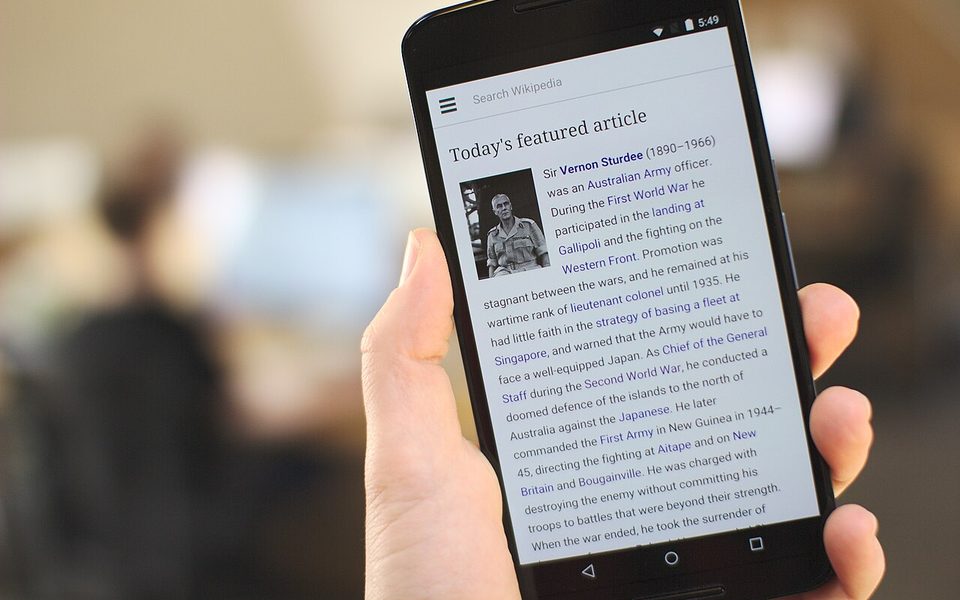 5:49
Search Wikipedia
Today's featured article
Sir Vernon Sturdee (1890–1966)
was an Australian Army officer.
During the First World War he
participated in the landing at
Gallipoli and the fighting on the
Western Front. Promotion was
stagnant between the wars, and he remained at his
wartime rank of lieutenant colonel until 1935. He
had little faith in the strategy of basing a fleet at
Singapore, and warned that the Army would have to
face a well-equipped Japan. As Chief of the General
Staff during the Second World War, he conducted a
doomed defence of the islands to the north of
Australia against the Japanese. He later
commanded the First Army in New Guinea in 1944–
45, directing the fighting at Aitape and on New
Britain and Bougainville. He was charged with
destroying the enemy without committing his
troops to battles that were beyond their strength.
When the war ended, he took the surrender of